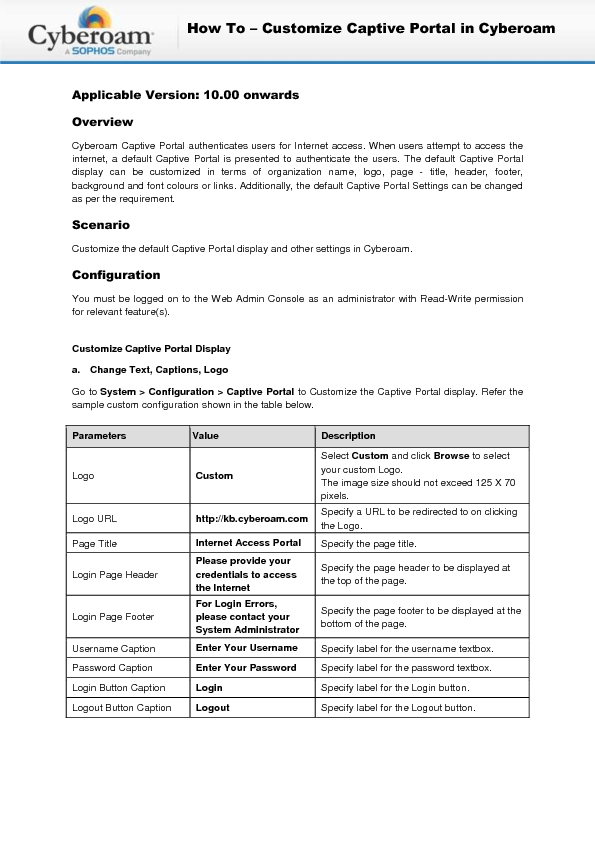 Cyberoam
A SOPHOS Company
How To – Customize Captive Portal in Cyberoam
Applicable Version: 10.00 onwards
Overview
Cyberoam Captive Portal authenticates users for Internet access. When users attempt to access the
internet, a default Captive Portal is presented to authenticate the users. The default Captive Portal
display can be customized in terms of organization name, logo, page - title, header, footer,
background and font colours or links. Additionally, the default Captive Portal Settings can be changed
as per the requirement.
Scenario
Customize the default Captive Portal display and other settings in Cyberoam.
Configuration
You must be logged on to the Web Admin Console as an administrator with Read-Write permission
for relevant feature(s).
Customize Captive Portal Display
a. Change Text, Captions, Logo
Go to System > Configuration > Captive Portal to Customize the Captive Portal display. Refer the
sample custom configuration shown in the table below.
Parameters Value Description
Logo Custom Select Custom and click Browse to select
your custom Logo.
The image size should not exceed 125 X 70
pixels.
Logo URL http://kb.cyberoam.com Specify a URL to be redirected to on clicking
the Logo.
Page Title Internet Access Portal Specify the page title.
Login Page Header Please provide your
credentials to access
the Internet
Specify the page header to be displayed at
the top of the page.
Login Page Footer For Login Errors,
please contact your
System Administrator
Specify the page footer to be displayed at the
bottom of the page.
Username Caption Enter Your Username Specify label for the username textbox.
Password Caption Enter Your Password Specify label for the password textbox.
Login Button Caption Login Specify label for the Login button.
Logout Button Caption Logout Specify label for the Logout button.